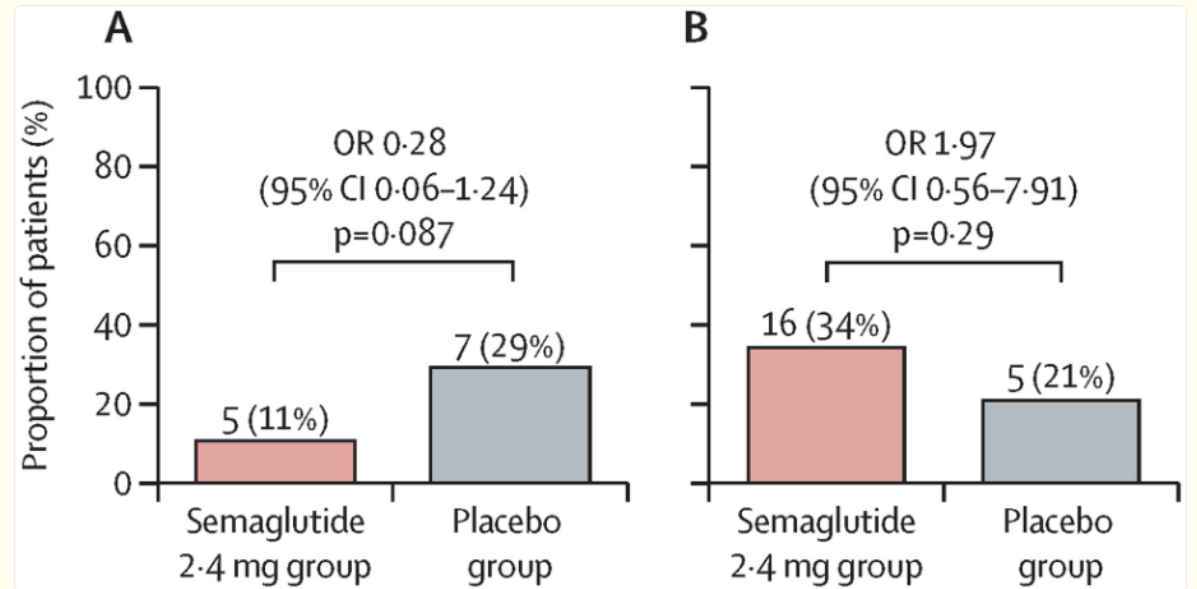 A
Proportion of patients (%)
100
80
60
40
20
0
OR 0·28
(95% CI 0·06–1·24)
p=0·087
5 (11%)
7 (29%)
Semaglutide
2·4 mg group
Placebo
group
B
OR 1·97
(95% CI 0·56–7·91)
p=0·29
16 (34%)
5 (21%)
Semaglutide
2·4 mg group
Placebo
group